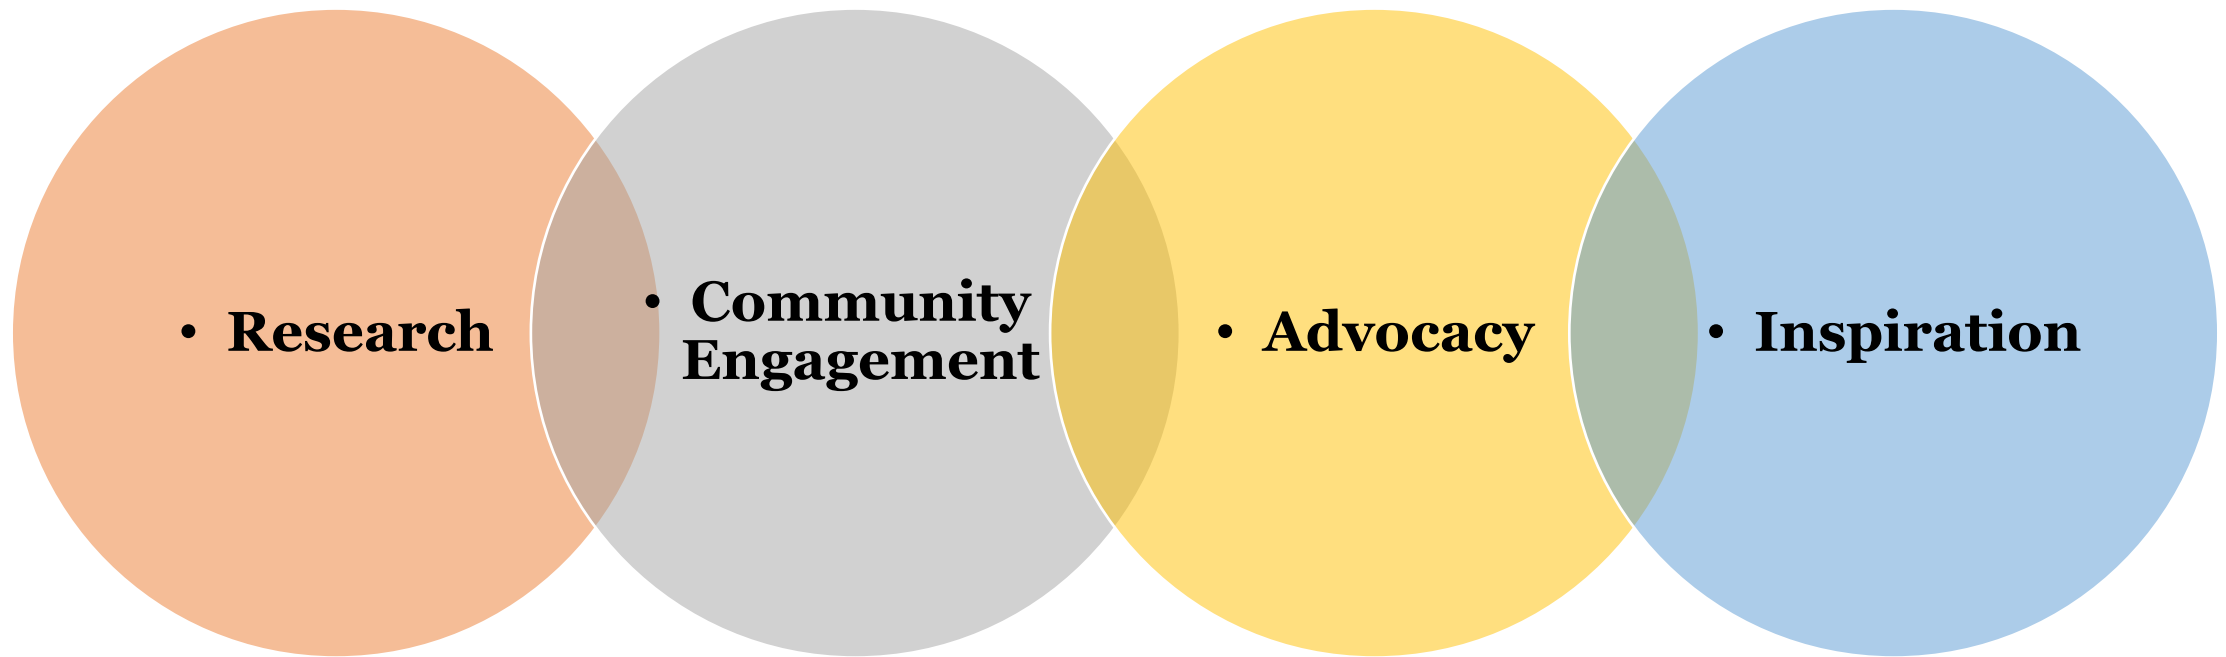 • Research
• Community
Engagement
• Advocacy
• Inspiration